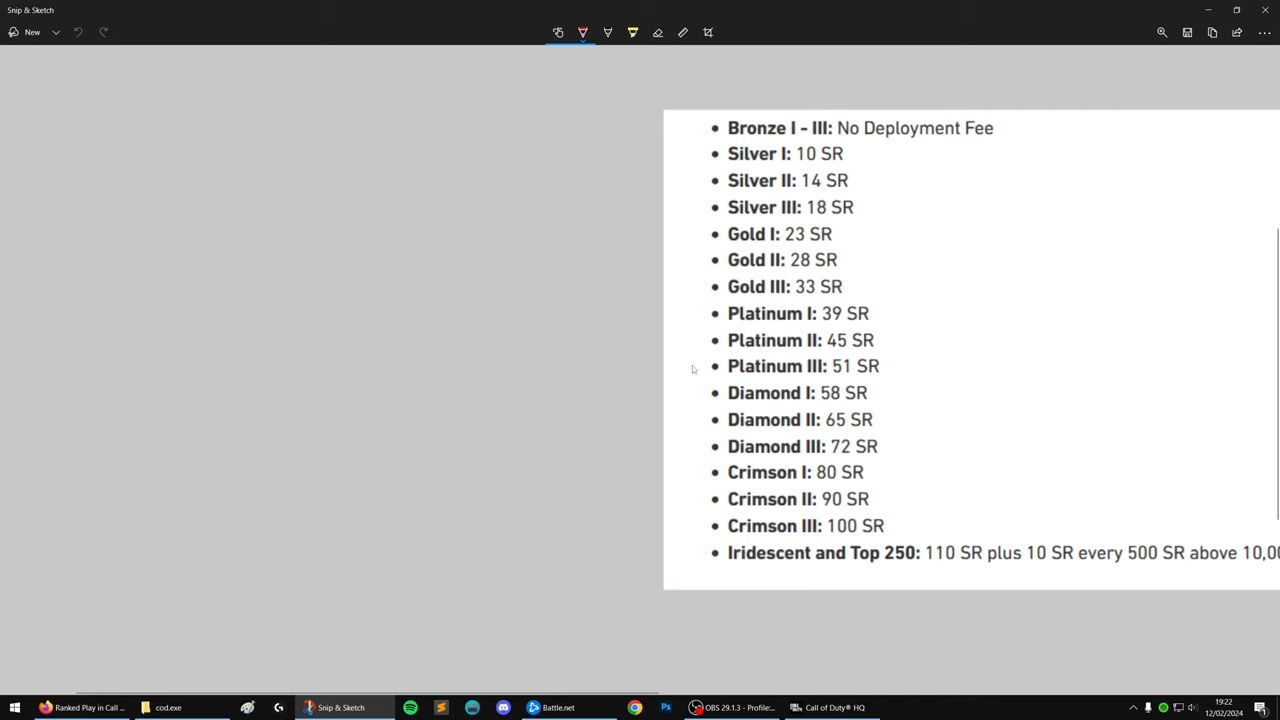 Snip & Sketch
New
• Bronze I - III: No Deployment Fee
• Silver I: 10 SR
• Silver II: 14 SR
• Silver III: 18 SR
• Gold I: 23 SR
• Gold II: 28 SR
• Gold III: 33 SR
• Platinum I: 39 SR
• Platinum II: 45 SR
• Platinum III: 51 SR
• Diamond I: 58 SR
• Diamond II: 65 SR
• Diamond III: 72 SR
• Crimson I: 80 SR
• Crimson II: 90 SR
• Crimson III: 100 SR
• Iridescent and Top 250: 110 SR plus 10 SR every 500 SR above 10,00
Ranked Play in Call ... cod.exe Snip & Sketch Battle.net OBS 29.1.3 - Profile:... Call of Duty® HQ 19:22
12/02/2024